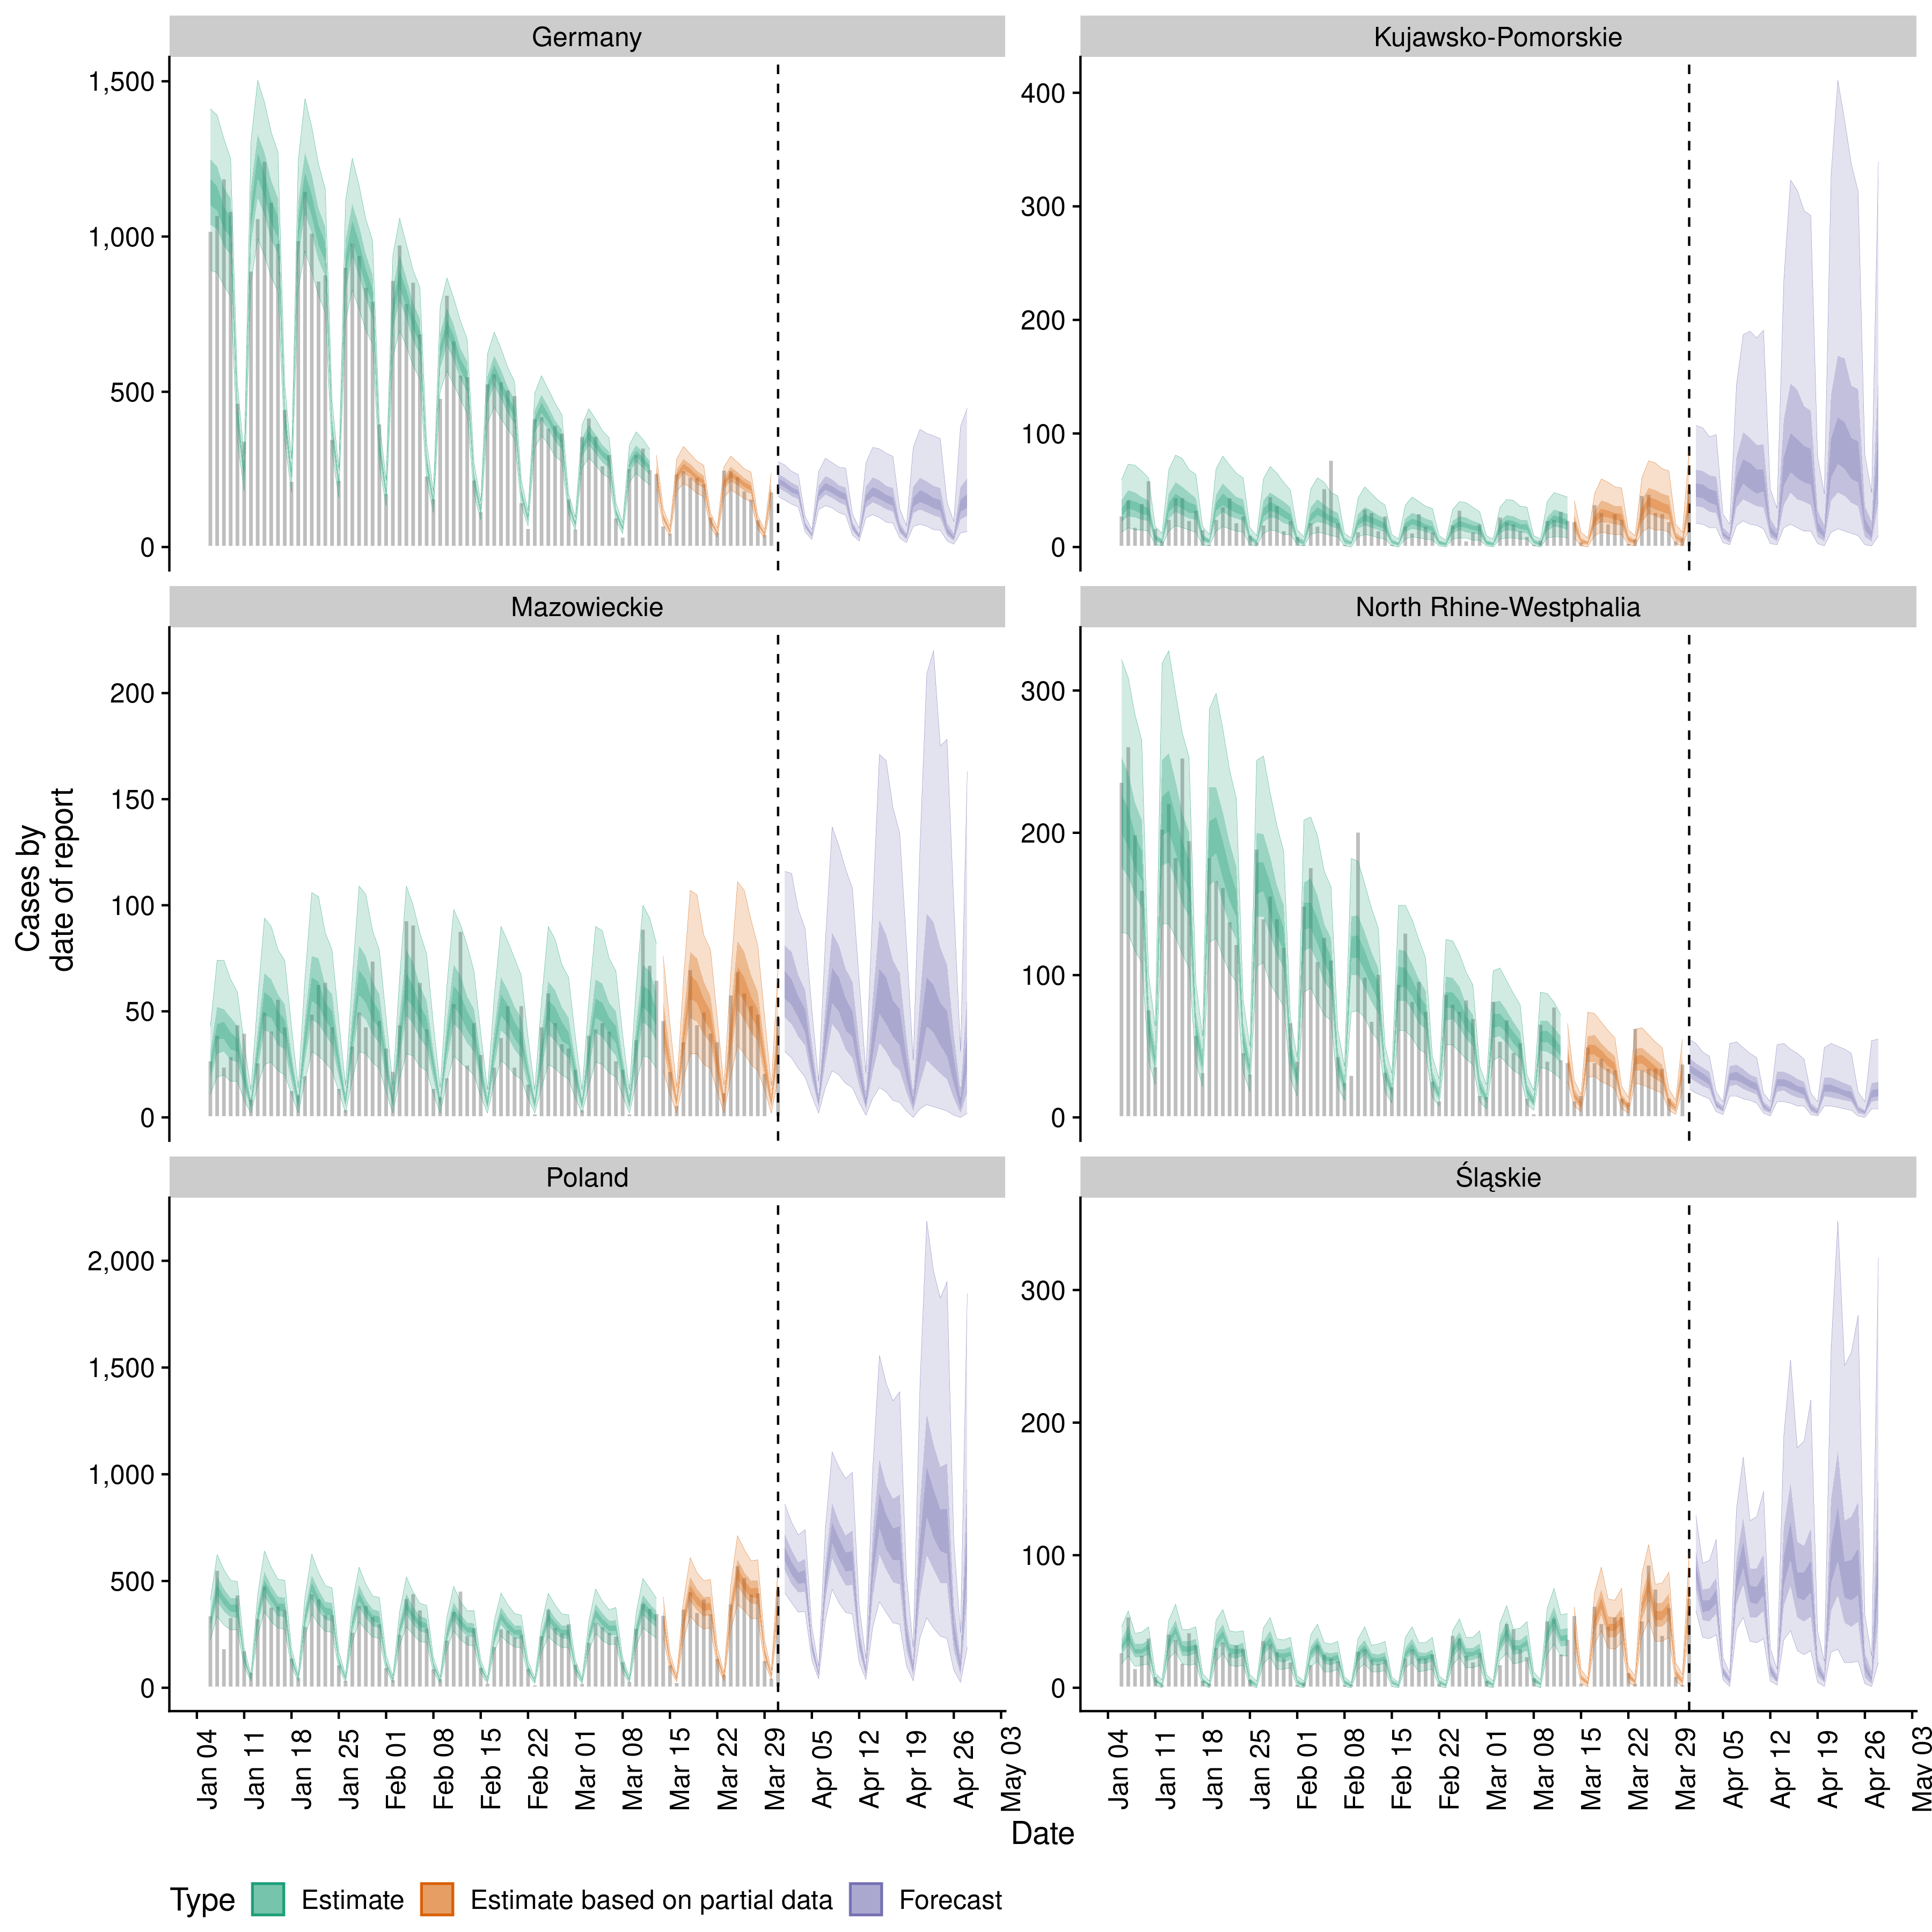 Germany
Kujawsko-Pomorskie
1,500
1,000
500
0
400
300
200
100
0
Mazowieckie
North Rhine-Westphalia
200
150
100
50
0
300
200
100
0
Cases by
date of report
Poland
Śląskie
2,000
1,500
1,000
500
0
300
200
100
0
Jan 04
Jan 11
Jan 18
Jan 25
Feb 01
Feb 08
Feb 15
Feb 22
Mar 01
Mar 08
Mar 15
Mar 22
Mar 29
Apr 05
Apr 12
Apr 19
Apr 26
May 03
Jan 04
Jan 11
Jan 18
Jan 25
Feb 01
Feb 08
Feb 15
Feb 22
Mar 01
Mar 08
Mar 15
Mar 22
Mar 29
Apr 05
Apr 12
Apr 19
Apr 26
May 03
Date
Type Estimate Estimate based on partial data Forecast